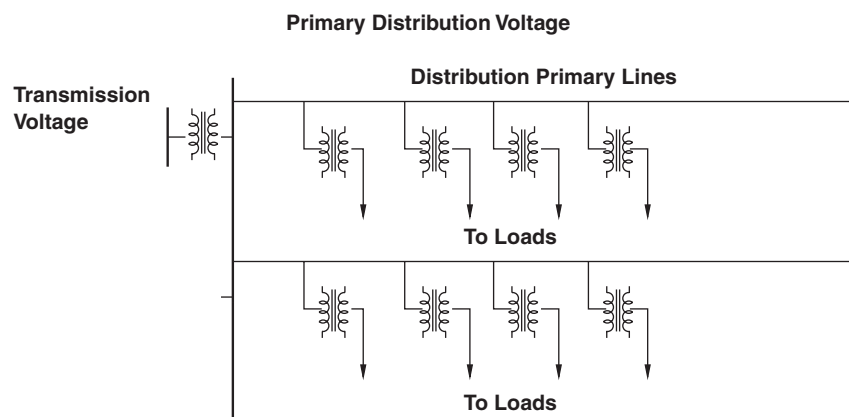 Primary Distribution Voltage
Distribution Primary Lines
Transmission
Voltage
To Loads
To Loads